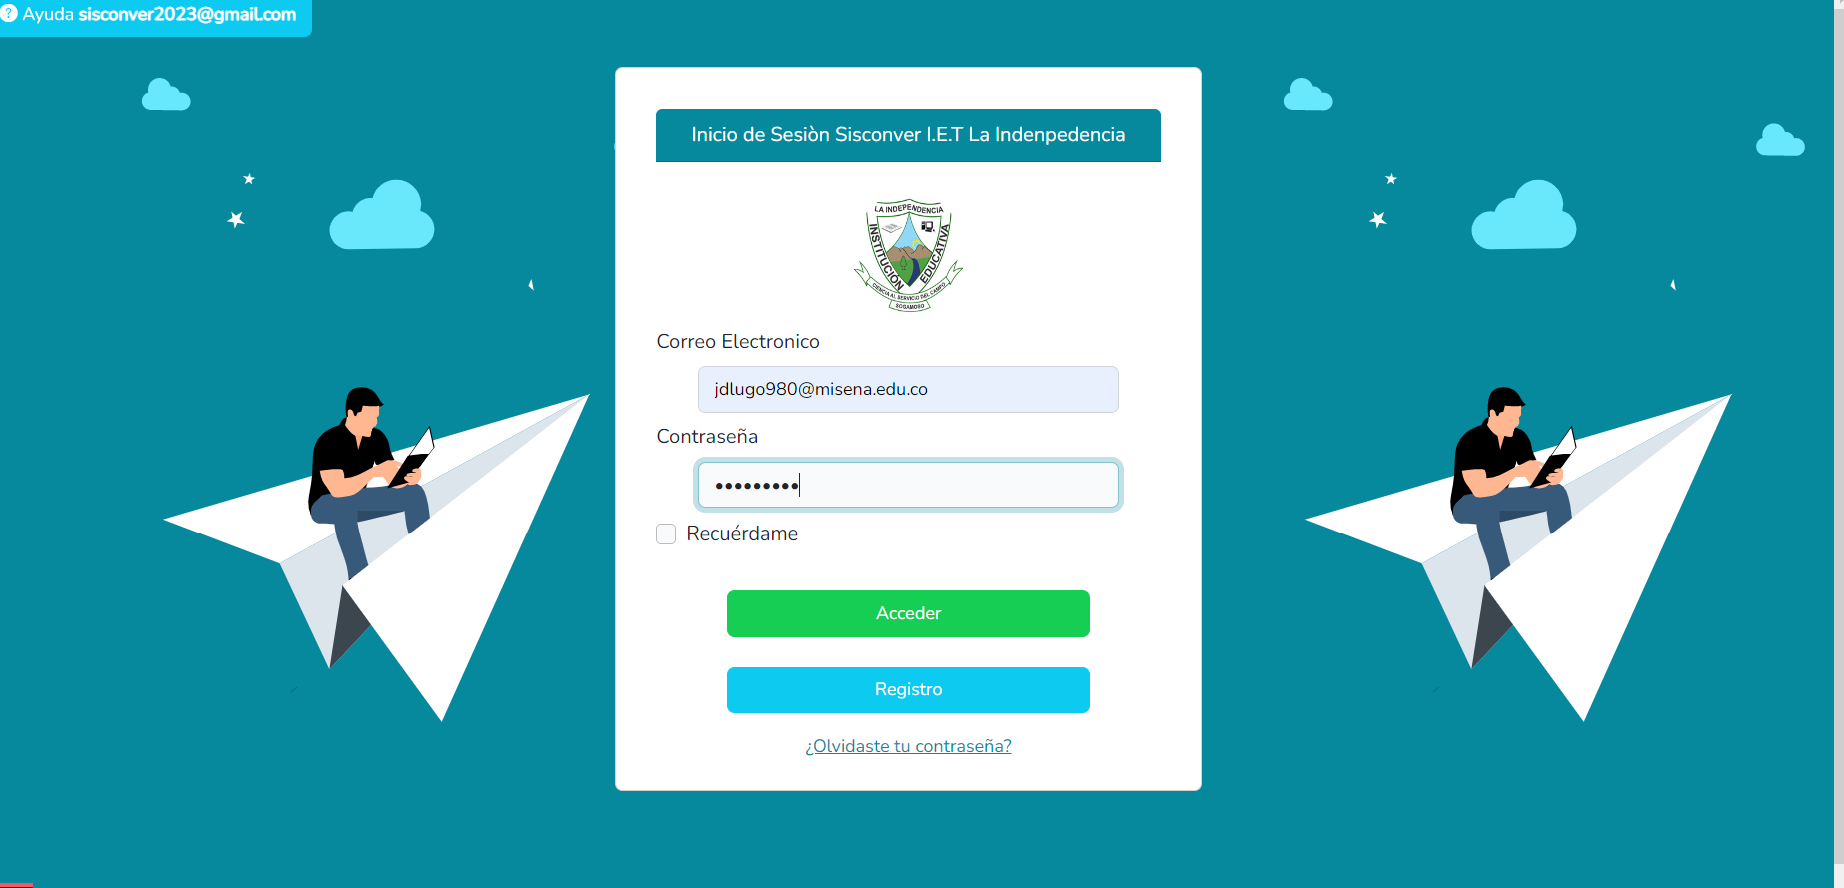 ? Ayuda sisconver2023@gmail.com
Inicio de Sesiòn Sisconver I.E.T La Indenpedencia
LA INDEPENDENCIA
INSTITUCIÓN EDUCATIVA
CIENCIA AL SERVICIO DEL CAMPO
SOGAMOSO
Correo Electronico
jdlugo980@misena.edu.co
Contraseña
•••••••••
Recuérdame
Acceder
Registro
¿Olvidaste tu contraseña?